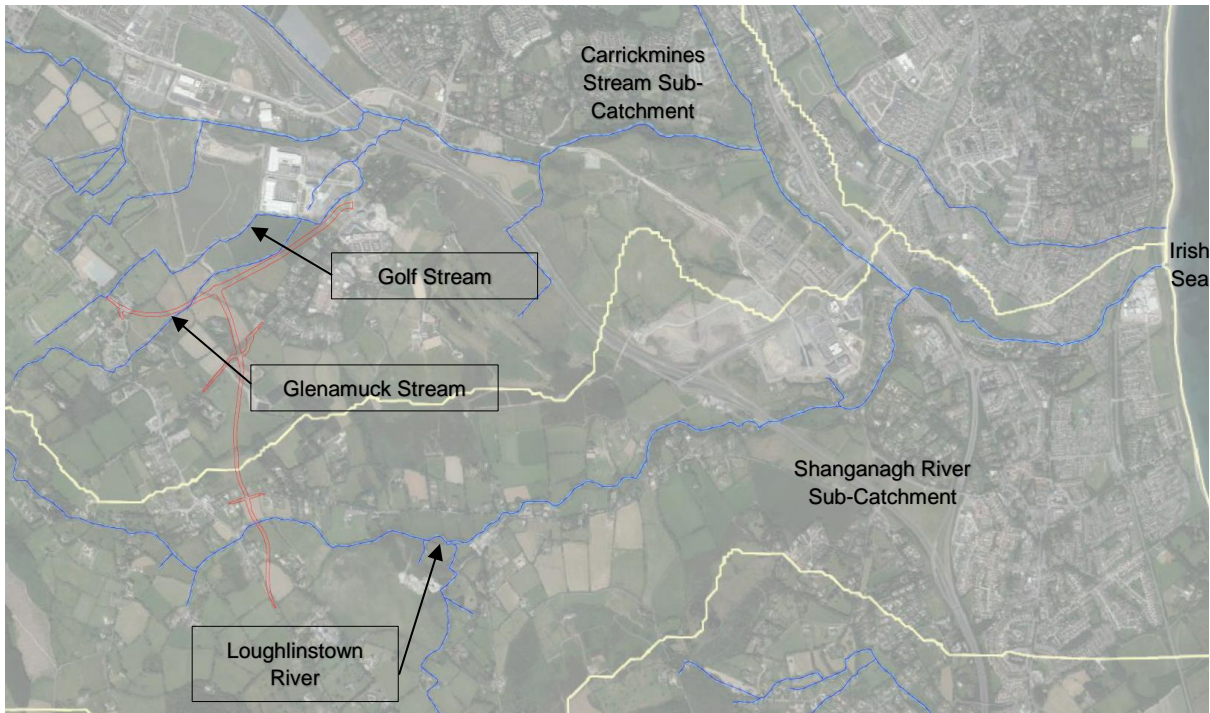 Carrickmines
Stream Sub-
Catchment
Irish
Sea
Golf Stream
Glenamuck Stream
Shanganagh River
Sub-Catchment
Loughlinstown
River